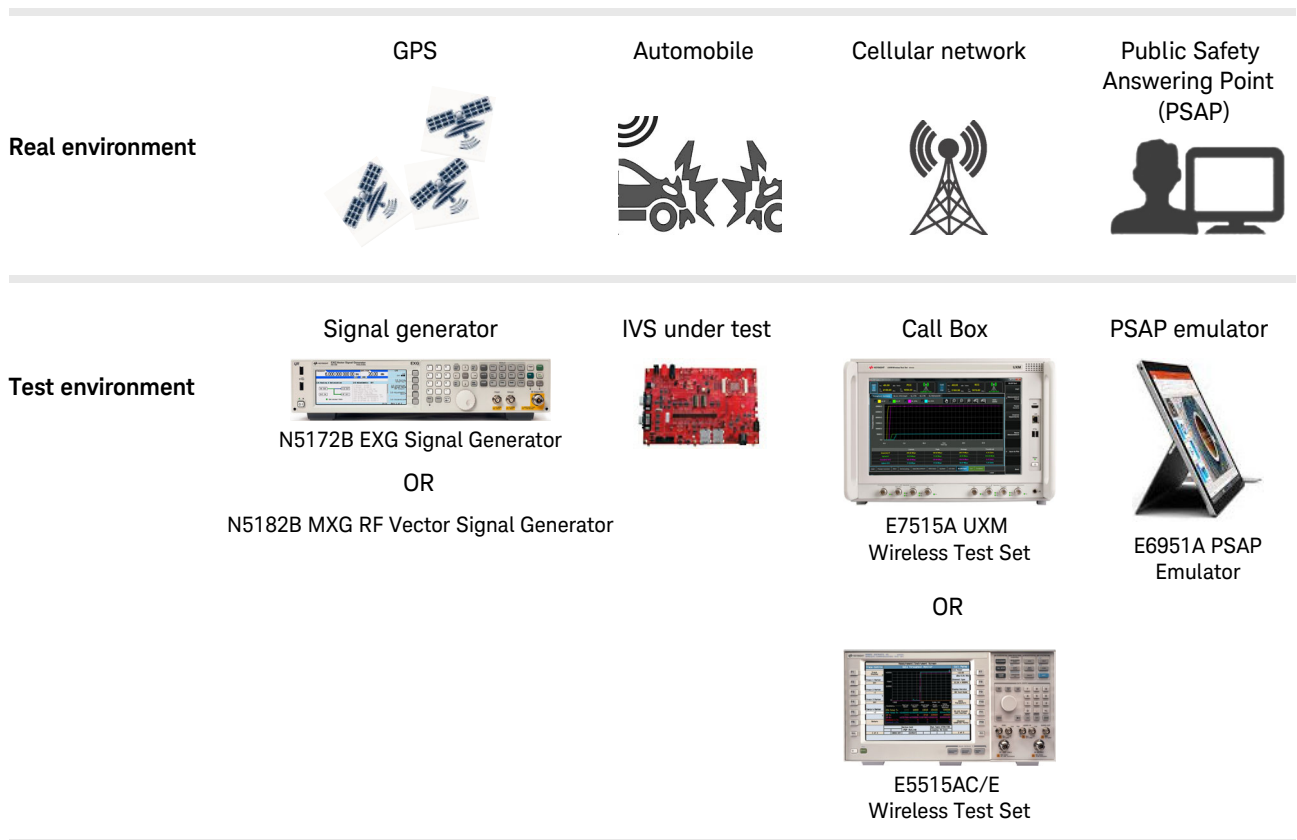 GPS
Automobile
Cellular network
Public Safety
Answering Point
(PSAP)
Real environment
Signal generator
IVS under test
Call Box
PSAP emulator
Test environment
EXG
UXM
N5172B EXG Signal Generator
OR
N5182B MXG RF Vector Signal Generator
E7515A UXM
Wireless Test Set
E6951A PSAP
Emulator
OR
E5515AC/E
Wireless Test Set